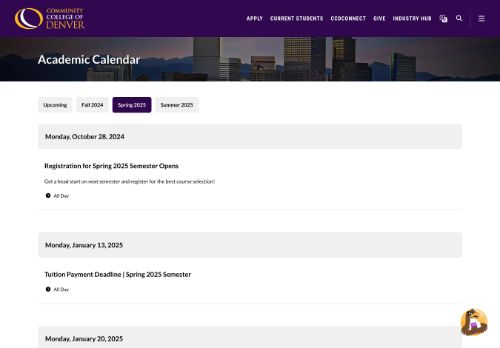 COMMUNITY
COLLEGE OF
DENVER
APPLY CURRENT STUDENTS CCDCONNECT GIVE INDUSTRY HUB
Academic Calendar
Upcoming Fall 2024 Spring 2025 Summer 2025
Monday, October 28, 2024
Registration for Spring 2025 Semester Opens
Get a head start on next semester and register for the best course selection!
All Day
Monday, January 13, 2025
Tuition Payment Deadline | Spring 2025 Semester
All Day
Monday, January 20, 2025